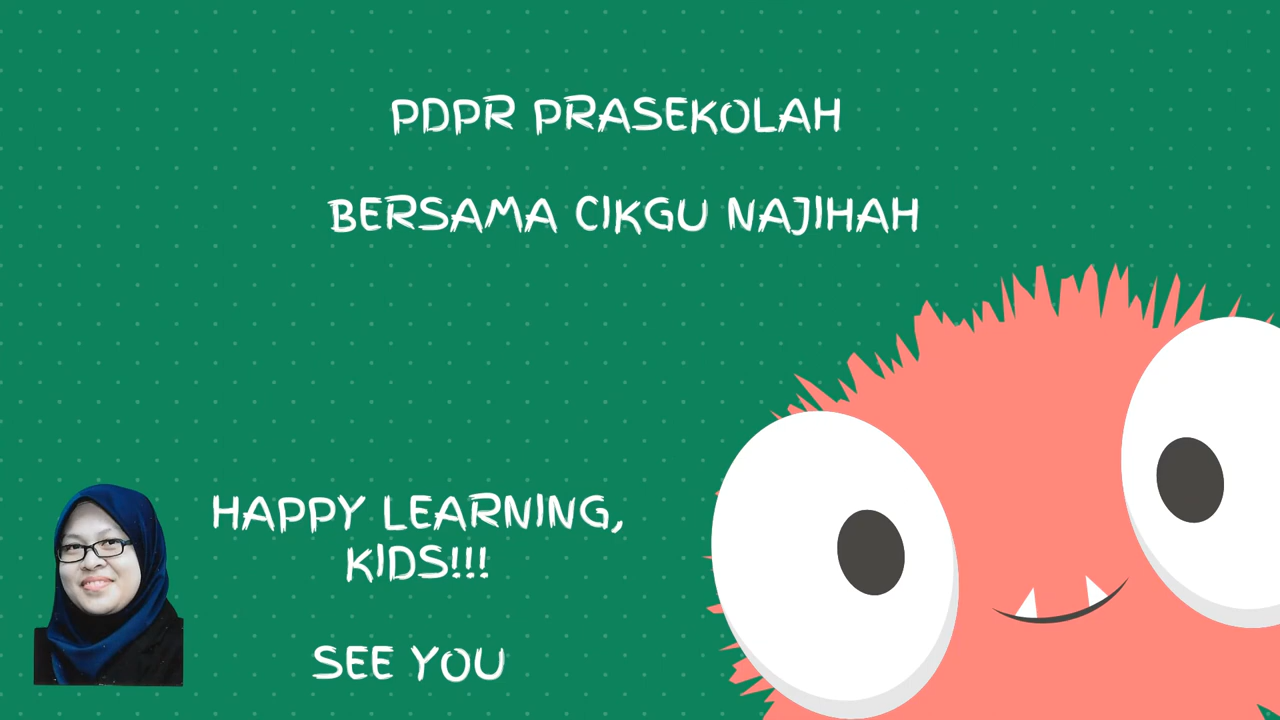 PDPR PRASEKOLAH
BERSAMA CIKGU NAJIHAH
HAPPY LEARNING,
KIDS!!!
SEE YOU